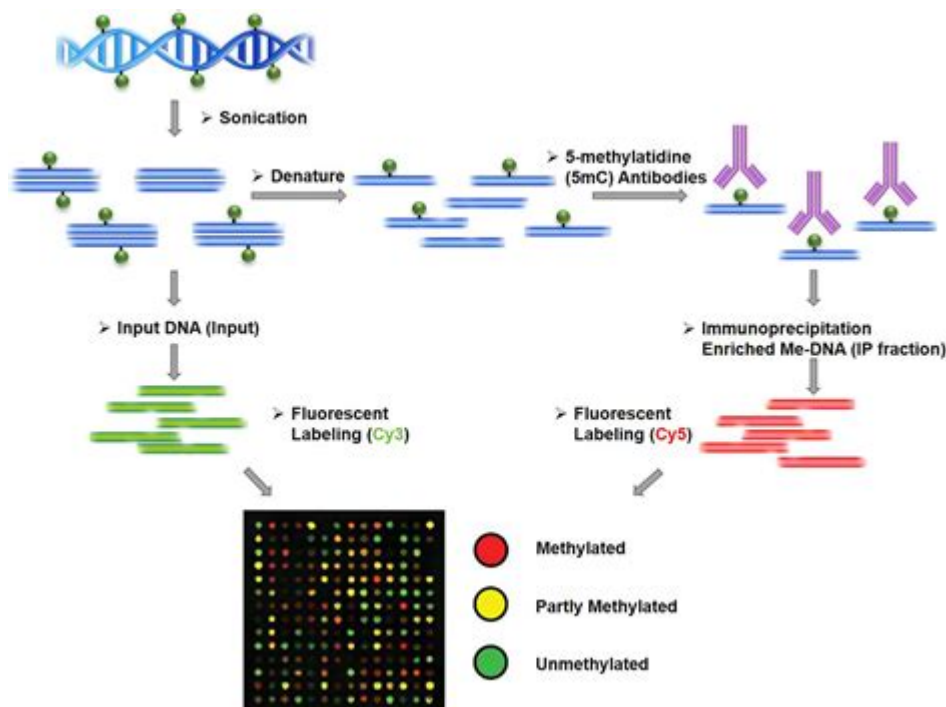 ➢ Sonication
➢ Denature
➢ 5-methylatidine
(5mC) Antibodies
➢ Input DNA (Input)
➢ Immunoprecipitation
Enriched Me-DNA (IP fraction)
➢ Fluorescent
Labeling (Cy3)
➢ Fluorescent
Labeling (Cy5)
Methylated
Partly Methylated
Unmethylated